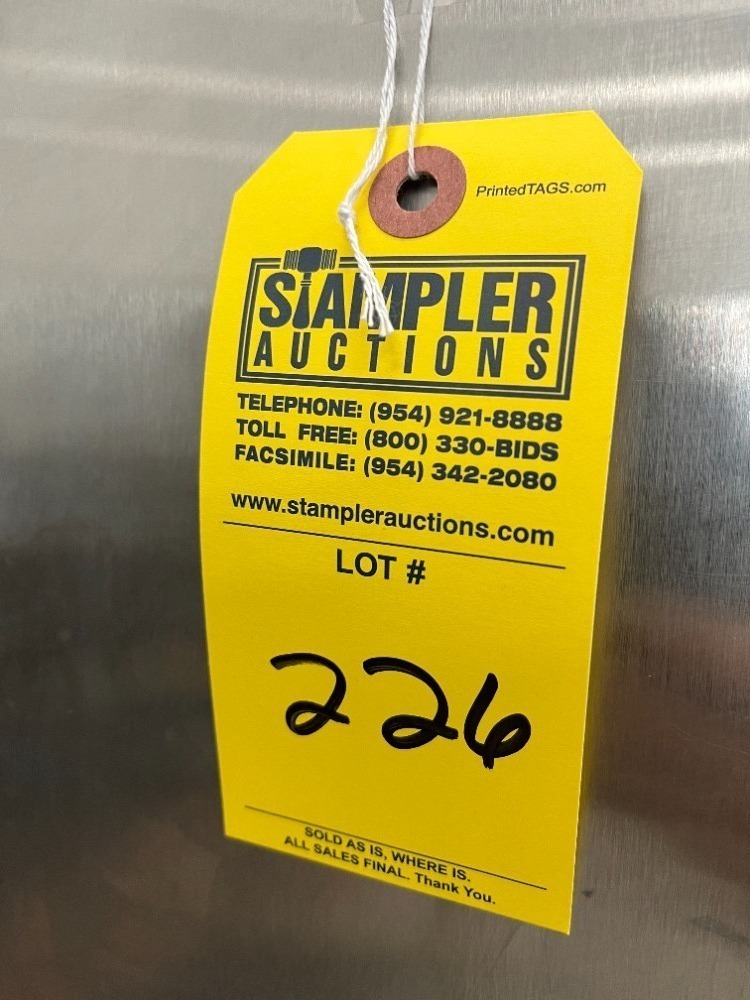 PrintedTAGS.com
STAMPLER
AUCTIONS
TELEPHONE: (954) 921-8888
TOLL FREE: (800) 330-BIDS
FACSIMILE: (954) 342-2080
www.stamplerauctions.com
LOT #
226
SOLD AS IS, WHERE IS.
ALL SALES FINAL. Thank You.